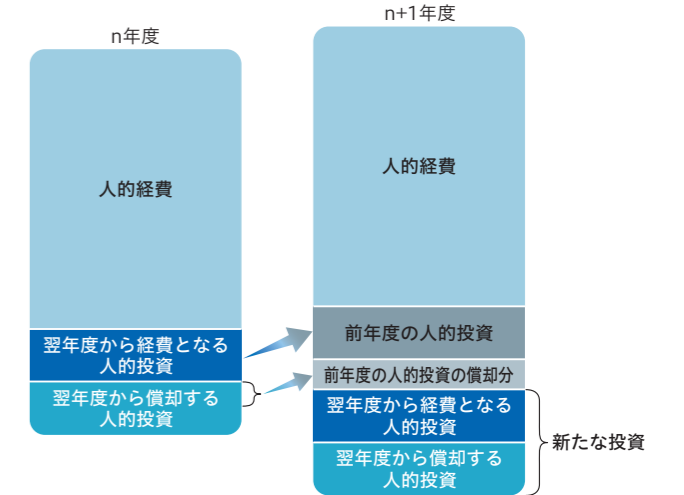 n年度
人的経費
翌年度から経費となる
人的投資
翌年度から償却する
人的投資
n+1年度
人的経費
前年度の人的投資
前年度の人的投資の償却分
翌年度から経費となる
人的投資
翌年度から償却する
人的投資
新たな投資